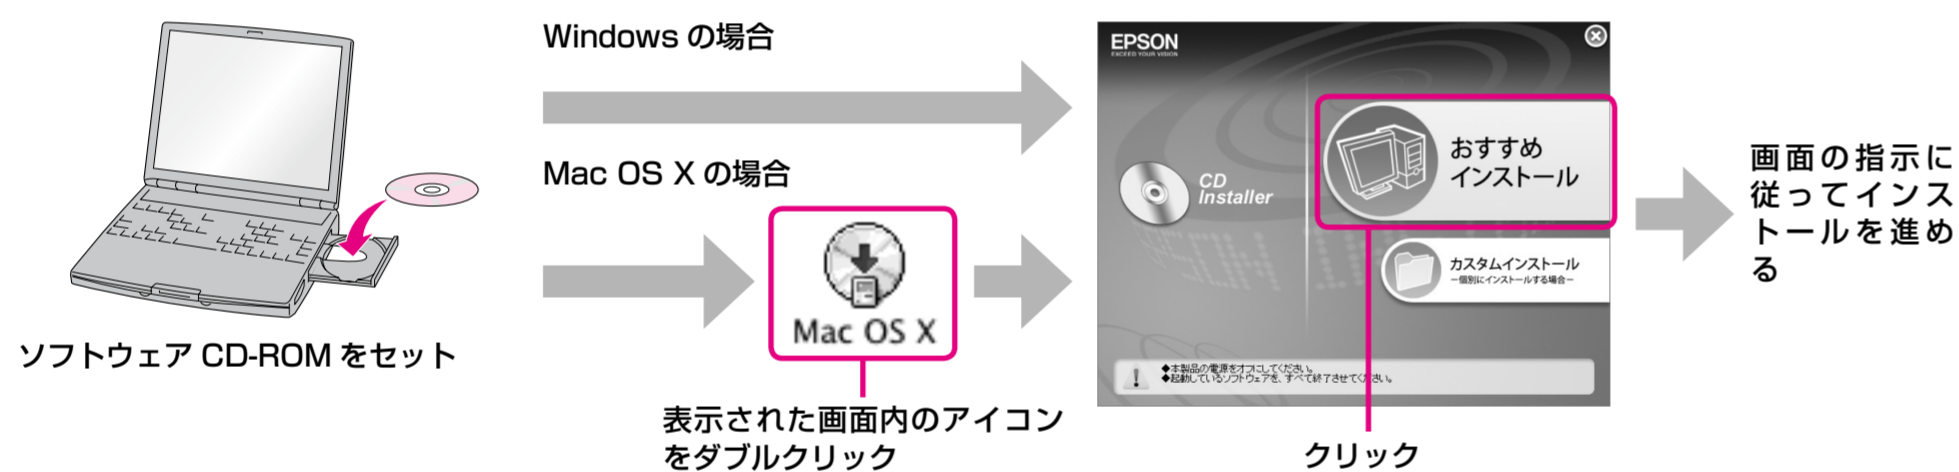 ソフトウェア CD-ROM をセット
Windows の場合
Mac OS X の場合
Mac OS X
表示された画面内のアイコン
をダブルクリック
EPSON
EXCEED YOUR VISION
CD
Installer
おすすめ
インストール
カスタムインストール
－個別にインストールする場合－
◆本製品の電源をオフにしてください。
◆起動しているソフトウェアを、すべて終了させてください。
クリック
画面の指示に
従ってインス
トールを進め
る